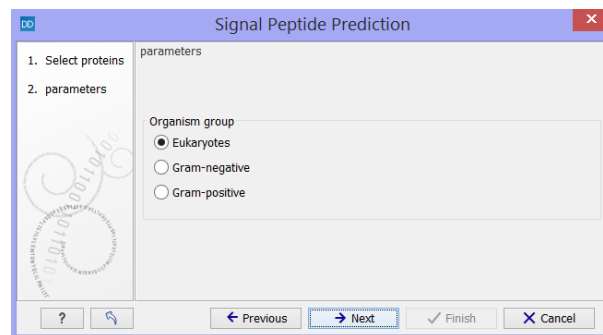 DD
Signal Peptide Prediction
×
1. Select proteins
2. parameters
parameters
Organism group
Eukaryotes
Gram-negative
Gram-positive
?
Previous
Next
Finish
Cancel